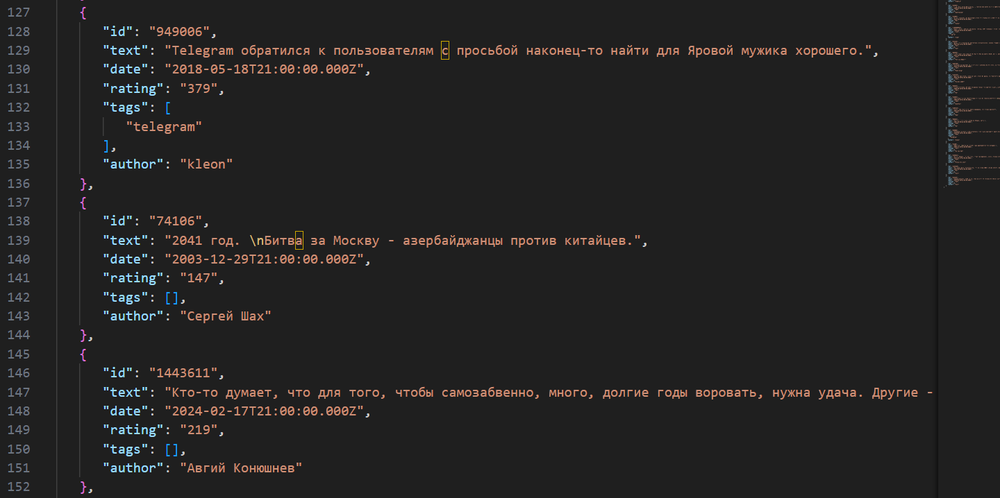 127 {
128 "id": "949006",
129 "text": "Telegram обратился к пользователям с просьбой наконец-то найти для Яровой мужика хорошего.",
130 "date": "2018-05-18T21:00:00.000Z",
131 "rating": "379",
132 "tags": [
133 "telegram"
134 ],
135 "author": "kleon"
136 },
137 {
138 "id": "74106",
139 "text": "2041 год. \nБитва за Москву - азербайджанцы против китайцев.",
140 "date": "2003-12-29T21:00:00.000Z",
141 "rating": "147",
142 "tags": [],
143 "author": "Сергей Шах"
144 },
145 {
146 "id": "1443611",
147 "text": "Кто-то думает, что для того, чтобы самозабвенно, много, долгие годы воровать, нужна удача. Другие -
148 "date": "2024-02-17T21:00:00.000Z",
149 "rating": "219",
150 "tags": [],
151 "author": "Авгий Конюшнев"
152 },